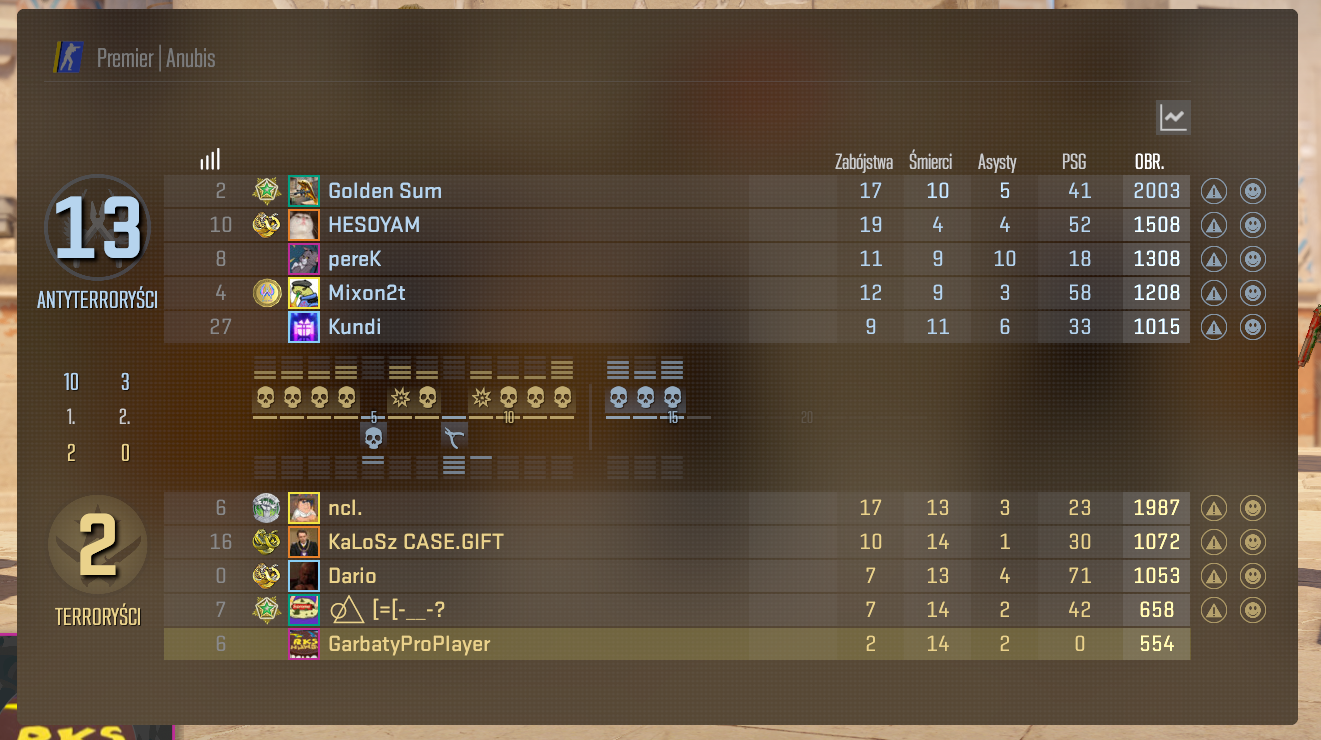 Premier | Anubis
Zabójstwa Śmierci Asysty PSG OBR.
13
ANTYTERRORYŚCI
2 Golden Sum 17 10 5 41 2003
10 HESOYAM 19 4 4 52 1508
8 pereK 11 9 10 18 1308
4 Mixon2t 12 9 3 58 1208
27 Kundi 9 11 6 33 1015
10 3
1. 2.
2 0
5 10 15 20
2
TERRORYŚCI
6 ncl. 17 13 3 23 1987
16 KaLoSz CASE.GIFT 10 14 1 30 1072
0 Dario 7 13 4 71 1053
7 [=[-__-? 7 14 2 42 658
6 RKS GarbatyProPlayer 2 14 2 0 554
RKS